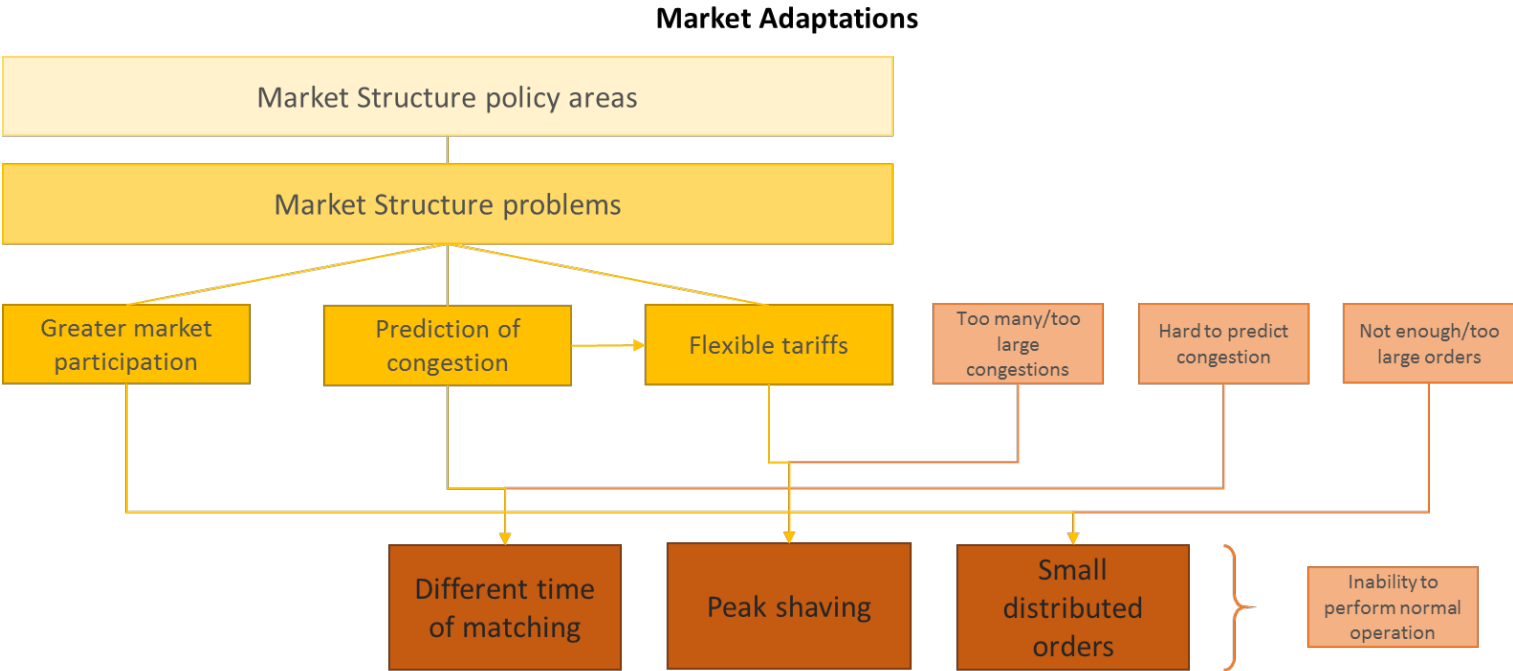 Market Adaptations
Market Structure policy areas
Market Structure problems
Greater market
participation
Prediction of
congestion
Flexible tariffs
Too many/too
large
congestions
Hard to predict
congestion
Not enough/too
large orders
Different time
of matching
Peak shaving
Small
distributed
orders
Inability to
perform normal
operation